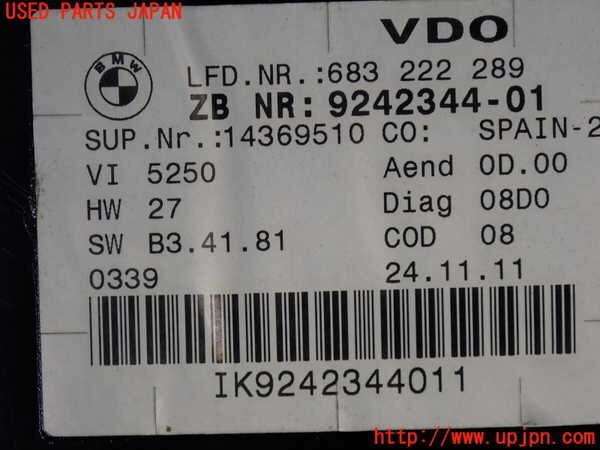 USED PARTS JAPAN
VDO
BMW
LFD.NR.:683 222 289
ZB NR: 9242344-01
SUP.Nr.:14369510 CO: SPAIN-2
VI 5250 Aend 0D.00
HW 27 Diag 08D0
SW B3.41.81 COD 08
0339 24.11.11
IK9242344011
http://www.upjpn.com